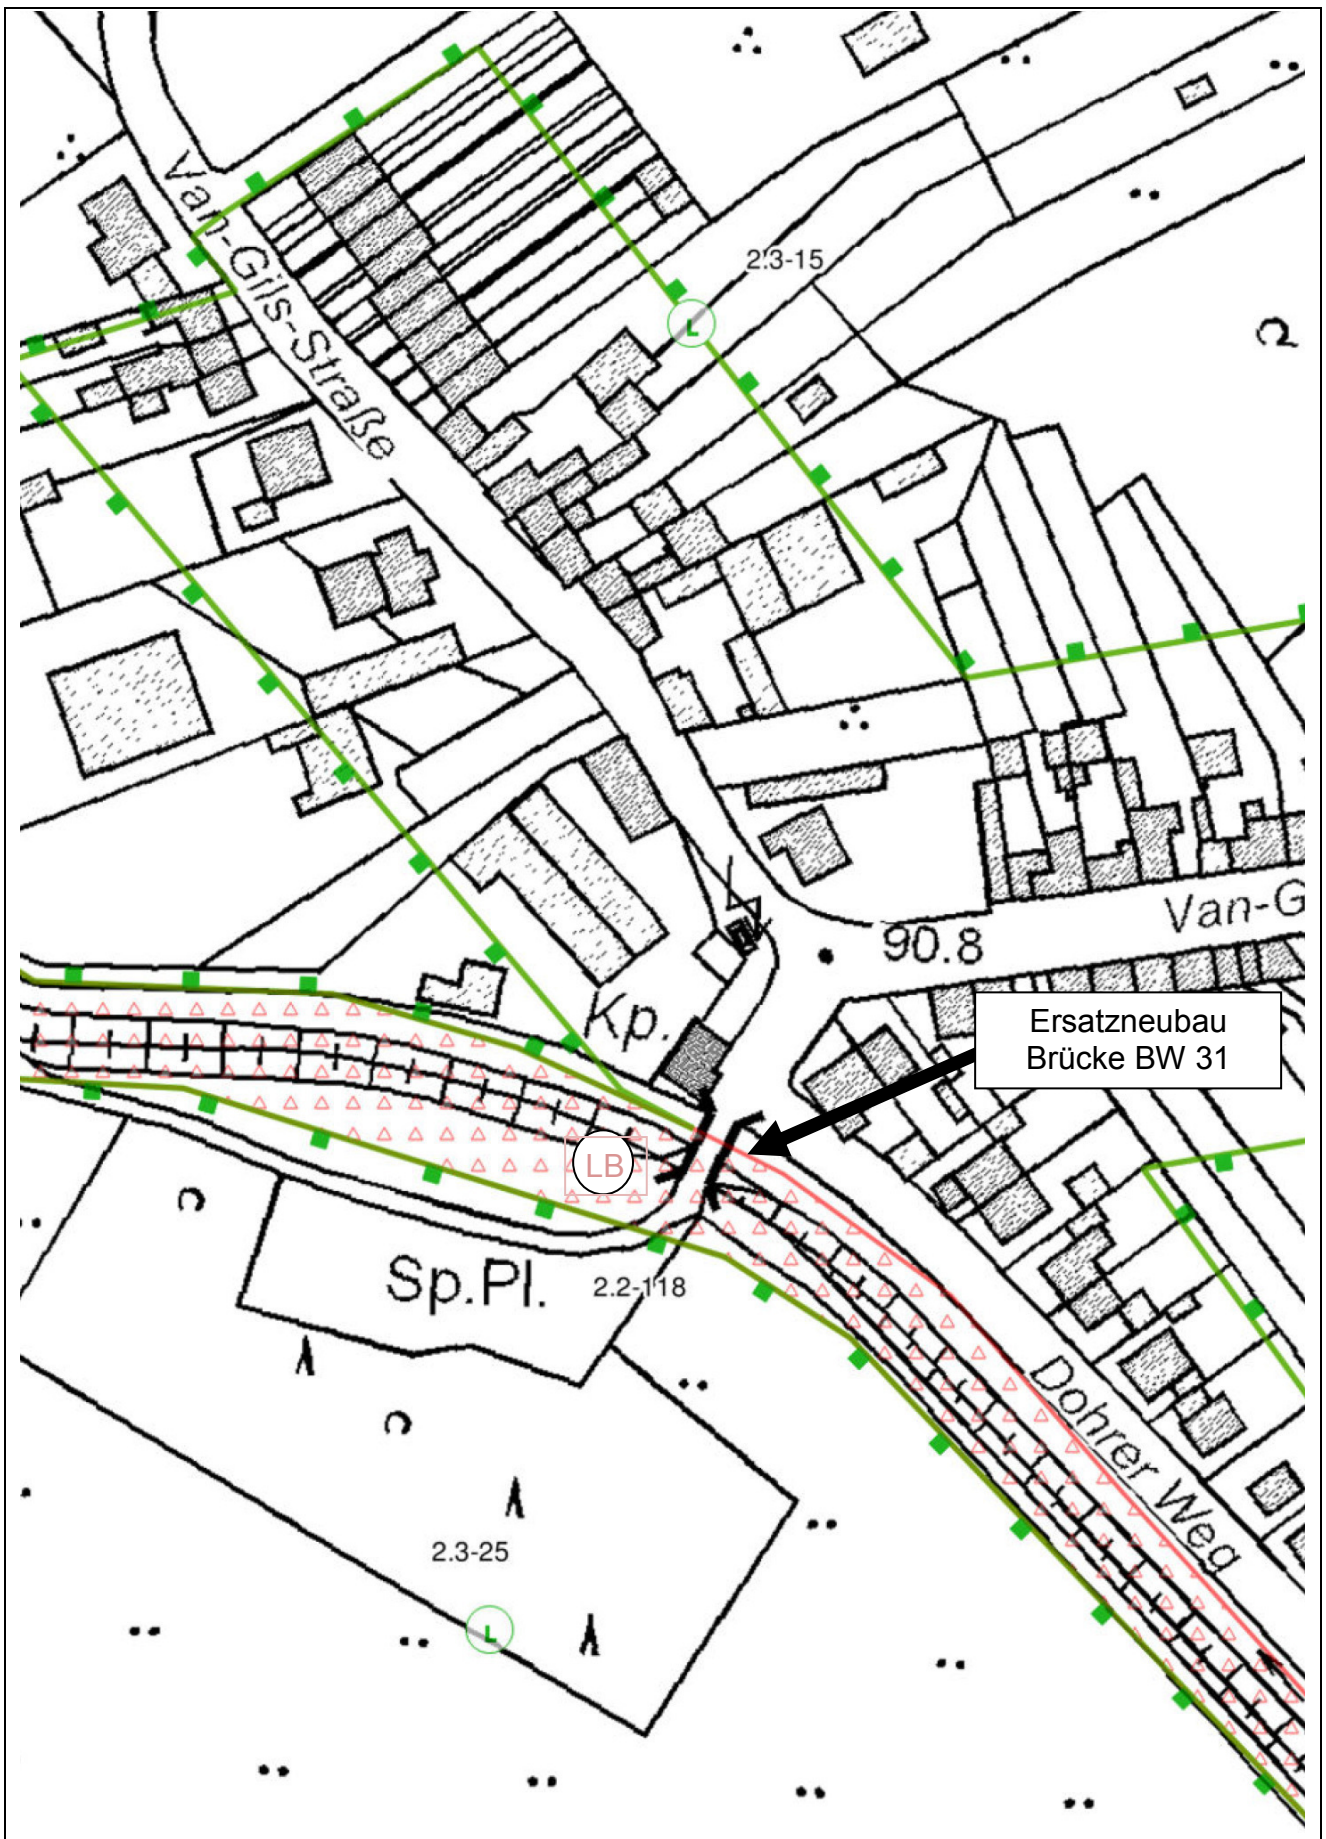 Van-Gils-Straße
2.3-15
L
90.8
Van-G
Kp.
Ersatzneubau
Brücke BW 31
LB
Sp.Pl.
2.2-118
Dohrer Weg
2.3-25
L